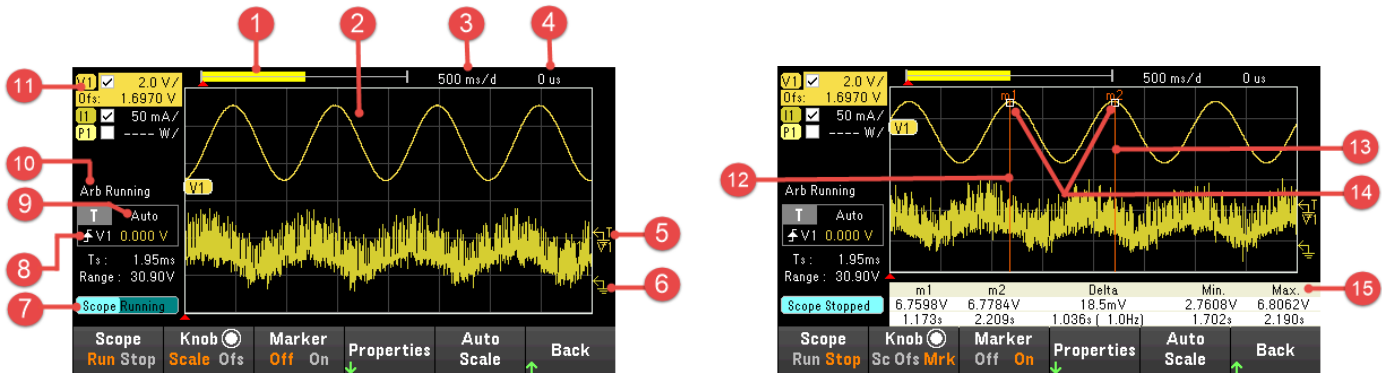 1 2 3 4
V1 2.0 V/ 500 ms/d 0 us
Ofs: 1.6970 V
I1 50 mA/
P1 ---- W/
V1
Arb Running
T Auto
V1 0.000 V
Ts: 1.95ms
Range: 30.90V
Scope Running
T
1
11
10
9
8
7
5
6
Scope Knob Marker Properties Auto Back
Run Stop Scale Ofs Off On Scale
V1 2.0 V/ 500 ms/d 0 us
Ofs: 1.6970 V
I1 50 mA/
P1 ---- W/
m1 m2
V1
Arb Running
T Auto
V1 0.000 V
Ts: 1.95ms
Range: 30.90V
Scope Stopped
T
1
12
13
14
15
m1 m2 Delta Min. Max.
6.7598V 6.7784V 18.5mV 2.7608V 6.8062V
1.173s 2.209s 1.036s ( 1.0Hz) 1.702s 2.190s
Scope Knob Marker Properties Auto Back
Run Stop Sc Ofs Mrk Off On Scale